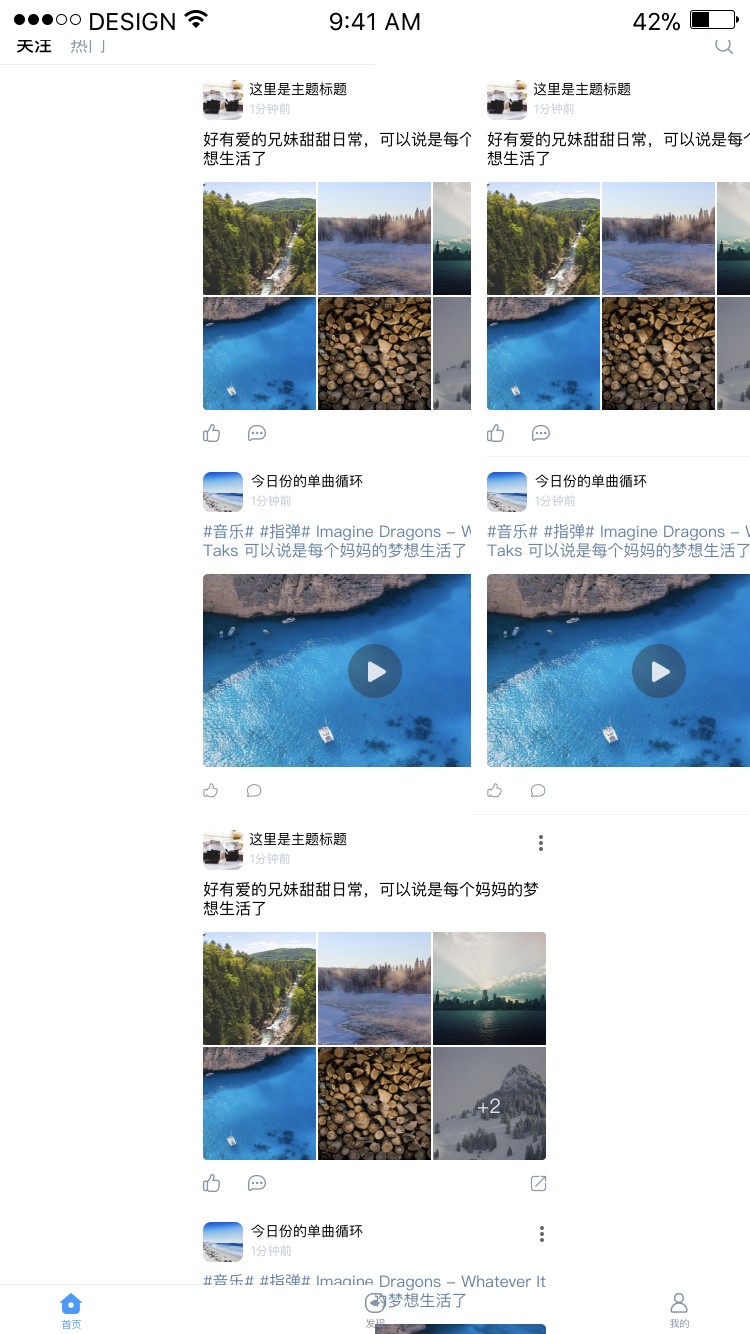 DESIGN 9:41 AM 42%
关注 热门
这里是主题标题 这里是主题标题
1分钟前 1分钟前
好有爱的兄妹甜甜日常，可以说是每个 好有爱的兄妹甜甜日常，可以说是每
想生活了 想生活了
今日份的单曲循环 今日份的单曲循环
1分钟前 1分钟前
#音乐# #指弹# Imagine Dragons – W #音乐# #指弹# Imagine Dragons –
Taks 可以说是每个妈妈的梦想生活了 Taks 可以说是每个妈妈的梦想生活了
这里是主题标题
1分钟前
好有爱的兄妹甜甜日常，可以说是每个妈妈的梦
想生活了
+2
今日份的单曲循环
1分钟前
#音乐# #指弹# Imagine Dragons – Whatever It
的梦想生活了
首页 发现 我的